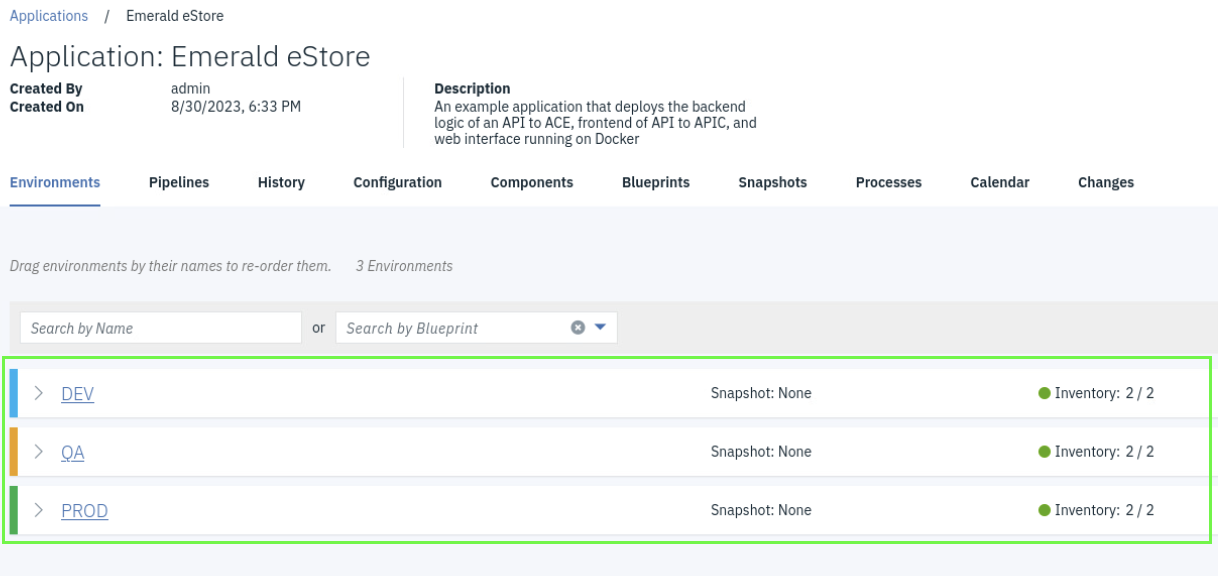 Applications / Emerald eStore
Application: Emerald eStore
Created By admin
Created On 8/30/2023, 6:33 PM
Description
An example application that deploys the backend
logic of an API to ACE, frontend of API to APIC, and
web interface running on Docker
Environments Pipelines History Configuration Components Blueprints Snapshots Processes Calendar Changes
Drag environments by their names to re-order them. 3 Environments
Search by Name or Search by Blueprint
DEV Snapshot: None Inventory: 2 / 2
QA Snapshot: None Inventory: 2 / 2
PROD Snapshot: None Inventory: 2 / 2